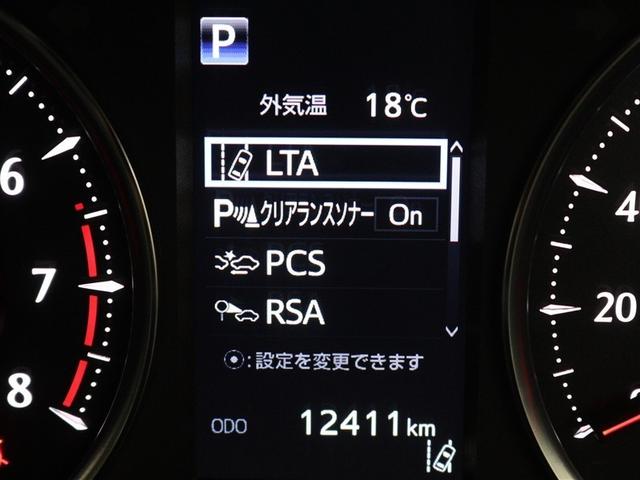 P
外気温 18℃
LTA
P クリアランスソナー On
PCS
RSA
:設定を変更できます
ODO 12411km
6
7
8
4
20